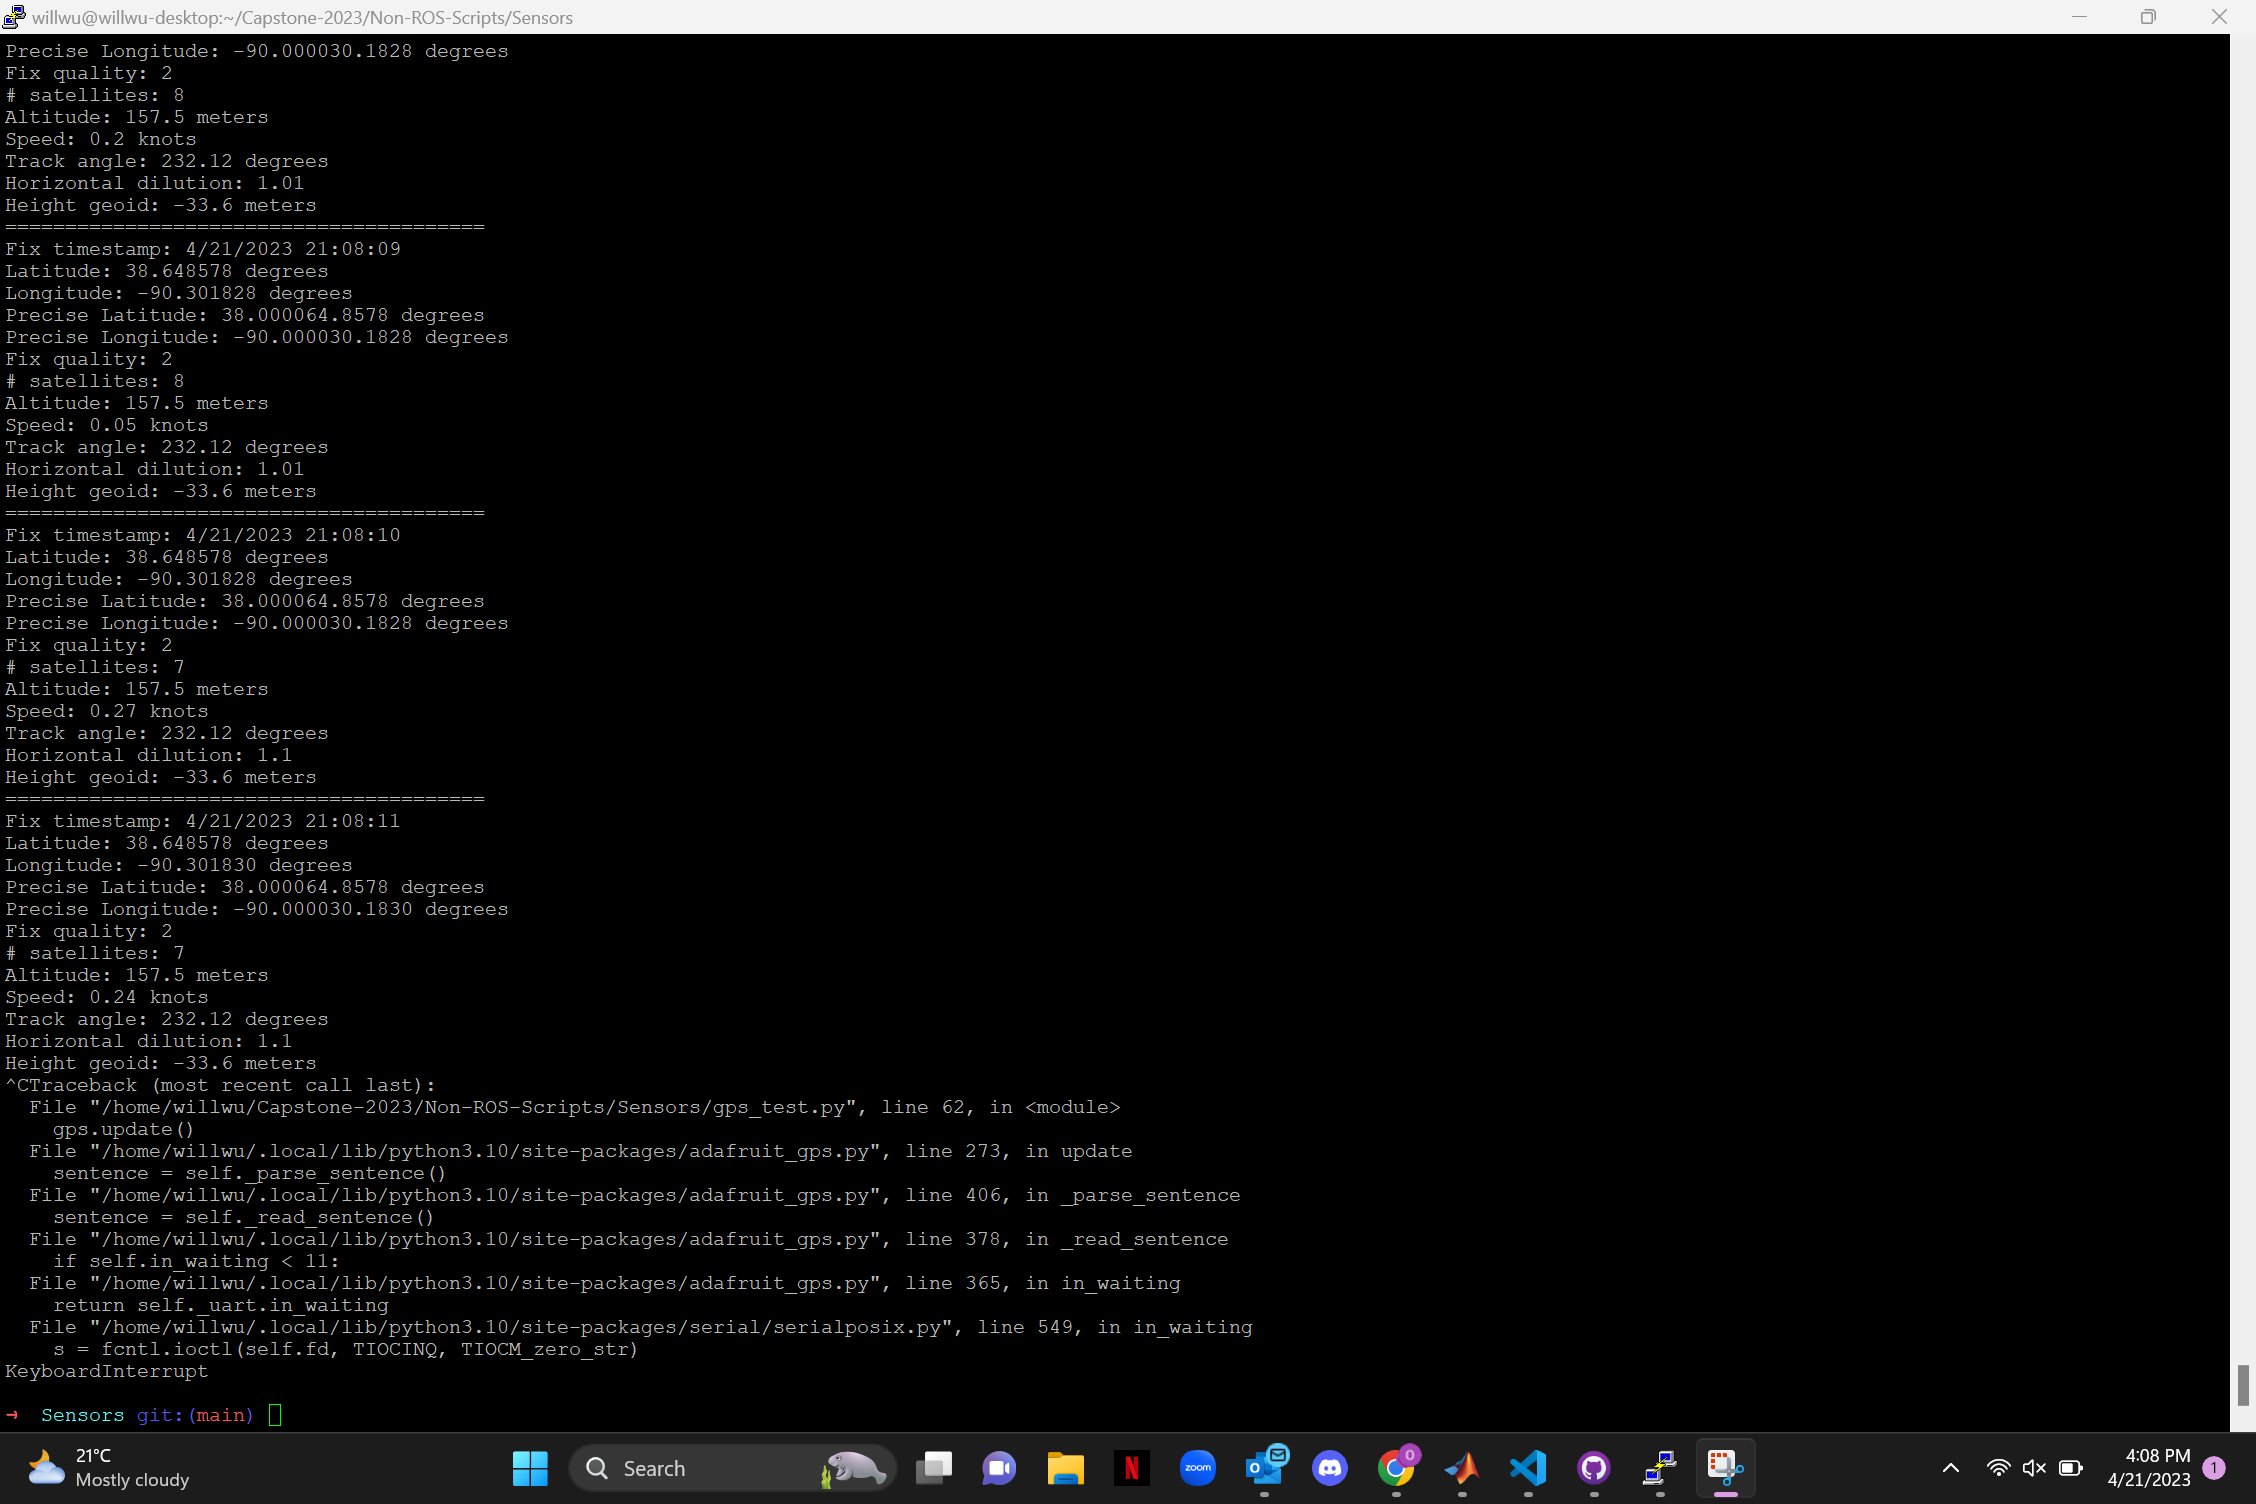 willwu@willwu-desktop:~/Capstone-2023/Non-ROS-Scripts/Sensors
Precise Longitude: -90.000030.1828 degrees
Fix quality: 2
# satellites: 8
Altitude: 157.5 meters
Speed: 0.2 knots
Track angle: 232.12 degrees
Horizontal dilution: 1.01
Height geoid: -33.6 meters
========================================
Fix timestamp: 4/21/2023 21:08:09
Latitude: 38.648578 degrees
Longitude: -90.301828 degrees
Precise Latitude: 38.000064.8578 degrees
Precise Longitude: -90.000030.1828 degrees
Fix quality: 2
# satellites: 8
Altitude: 157.5 meters
Speed: 0.05 knots
Track angle: 232.12 degrees
Horizontal dilution: 1.01
Height geoid: -33.6 meters
========================================
Fix timestamp: 4/21/2023 21:08:10
Latitude: 38.648578 degrees
Longitude: -90.301828 degrees
Precise Latitude: 38.000064.8578 degrees
Precise Longitude: -90.000030.1828 degrees
Fix quality: 2
# satellites: 7
Altitude: 157.5 meters
Speed: 0.27 knots
Track angle: 232.12 degrees
Horizontal dilution: 1.1
Height geoid: -33.6 meters
========================================
Fix timestamp: 4/21/2023 21:08:11
Latitude: 38.648578 degrees
Longitude: -90.301830 degrees
Precise Latitude: 38.000064.8578 degrees
Precise Longitude: -90.000030.1830 degrees
Fix quality: 2
# satellites: 7
Altitude: 157.5 meters
Speed: 0.24 knots
Track angle: 232.12 degrees
Horizontal dilution: 1.1
Height geoid: -33.6 meters
^CTraceback (most recent call last):
  File "/home/willwu/Capstone-2023/Non-ROS-Scripts/Sensors/gps_test.py", line 62, in <module>
    gps.update()
  File "/home/willwu/.local/lib/python3.10/site-packages/adafruit_gps.py", line 273, in update
    sentence = self._parse_sentence()
  File "/home/willwu/.local/lib/python3.10/site-packages/adafruit_gps.py", line 406, in _parse_sentence
    sentence = self._read_sentence()
  File "/home/willwu/.local/lib/python3.10/site-packages/adafruit_gps.py", line 378, in _read_sentence
    if self.in_waiting < 11:
  File "/home/willwu/.local/lib/python3.10/site-packages/adafruit_gps.py", line 365, in in_waiting
    return self._uart.in_waiting
  File "/home/willwu/.local/lib/python3.10/site-packages/serial/serialposix.py", line 549, in in_waiting
    s = fcntl.ioctl(self.fd, TIOCINQ, TIOCM_zero_str)
KeyboardInterrupt
→ Sensors git:(main)
21°C
Mostly cloudy
Search
N
zoom
0
4:08 PM
4/21/2023
1